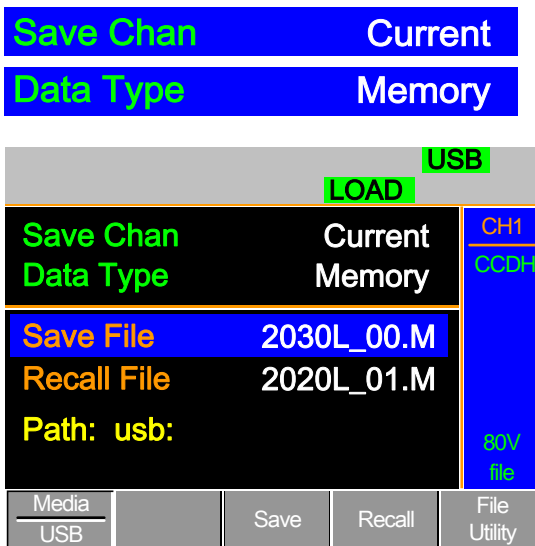 Save Chan Current
Data Type Memory
USB
LOAD
Save Chan Current
Data Type Memory
CH1
CCDH
Save File 2030L_00.M
Recall File 2020L_01.M
Path: usb:
80V
file
Media
USB
Save
Recall
File
Utility